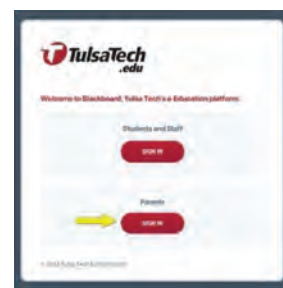 TulsaTech
.edu
Welcome to Blackboard, Tulsa Tech's e-Education platform.
Students and Staff
SIGN IN
Parents
SIGN IN